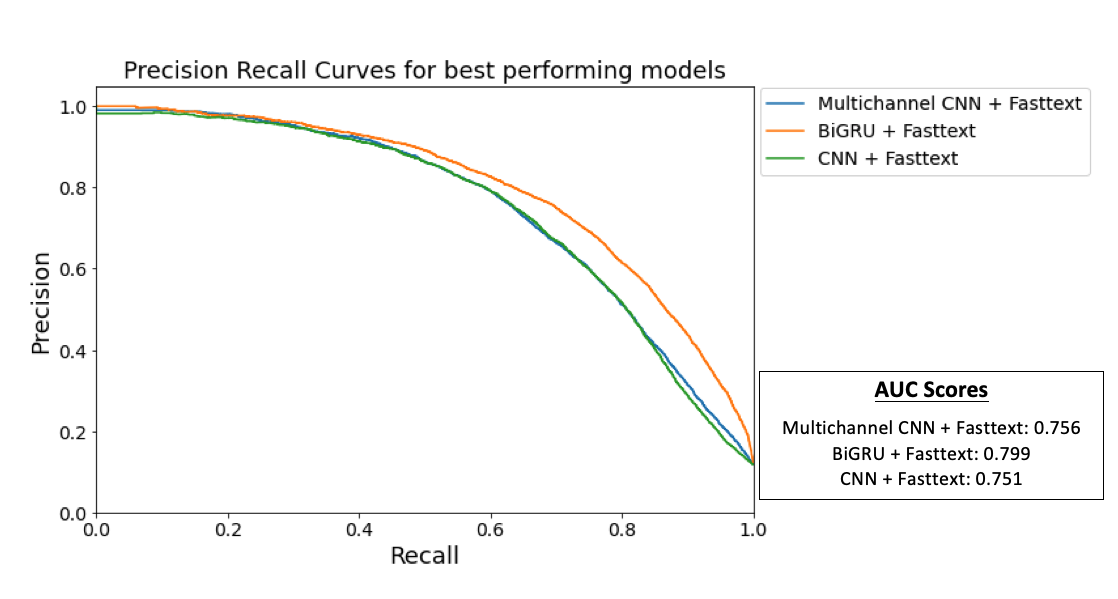 Precision Recall Curves for best performing models
Multichannel CNN + Fasttext
BiGRU + Fasttext
CNN + Fasttext
1.0
0.8
0.6
0.4
0.2
0.0
Precision
0.0 0.2 0.4 0.6 0.8 1.0
Recall
AUC Scores
Multichannel CNN + Fasttext: 0.756
BiGRU + Fasttext: 0.799
CNN + Fasttext: 0.751